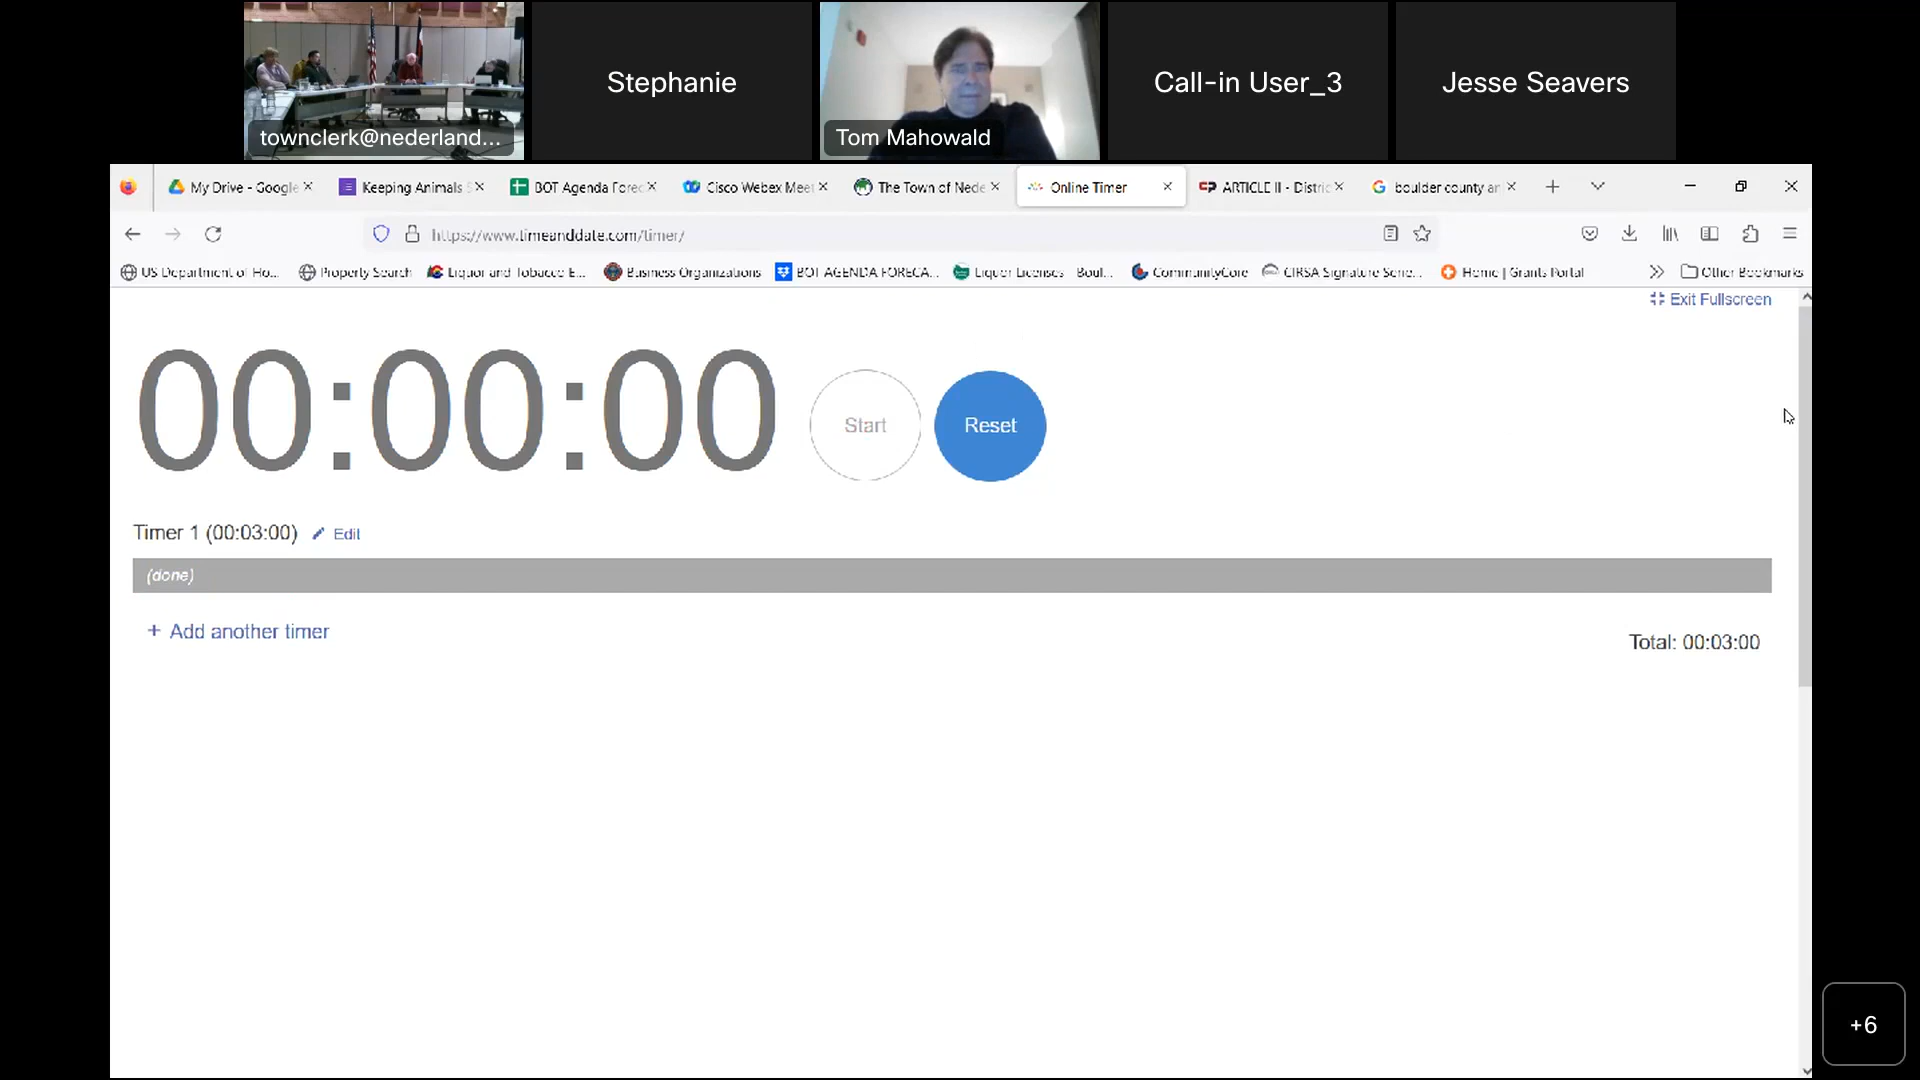 Stephanie
Call-in User_3
Jesse Seavers
townclerk@nederland...
Tom Mahowald
My Drive - Google
Keeping Animals S
BOT Agenda Forec
Cisco Webex Meet
The Town of Nede
Online Timer
ARTICLE II - Distric
boulder county an
https://www.timeanddate.com/timer/
US Department of Ho...
Property Search
Liquor and Tobacco E...
Business Organizations
BOT AGENDA FORECA...
Liquor Licenses - Boul...
CommunityCore
CIRSA Signature Serie...
Home | Grants Portal
Other Bookmarks
Exit Fullscreen
00:00:00
Start
Reset
Timer 1 (00:03:00)
Edit
(done)
+ Add another timer
Total: 00:03:00
+6